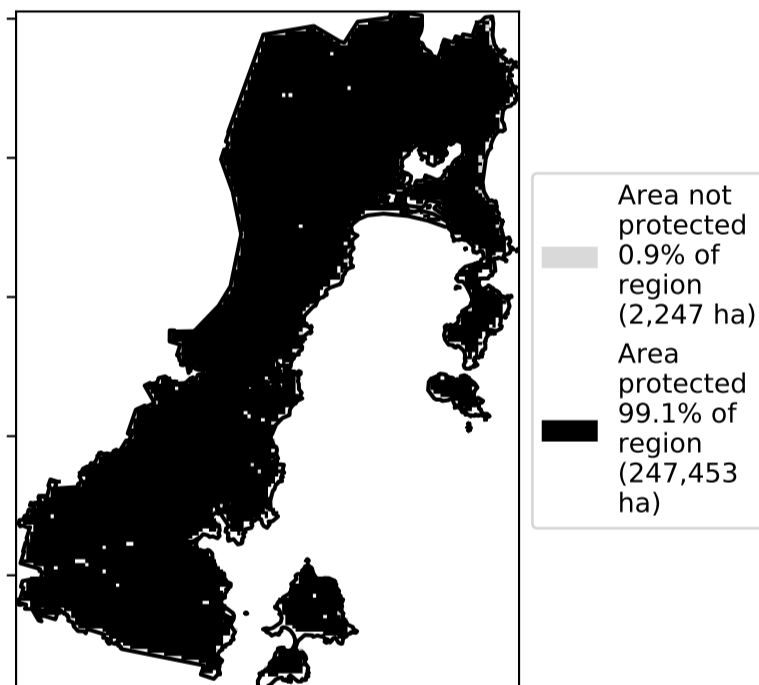 Area not
protected
0.9% of
region
(2,247 ha)
Area
protected
99.1% of
region
(247,453
ha)